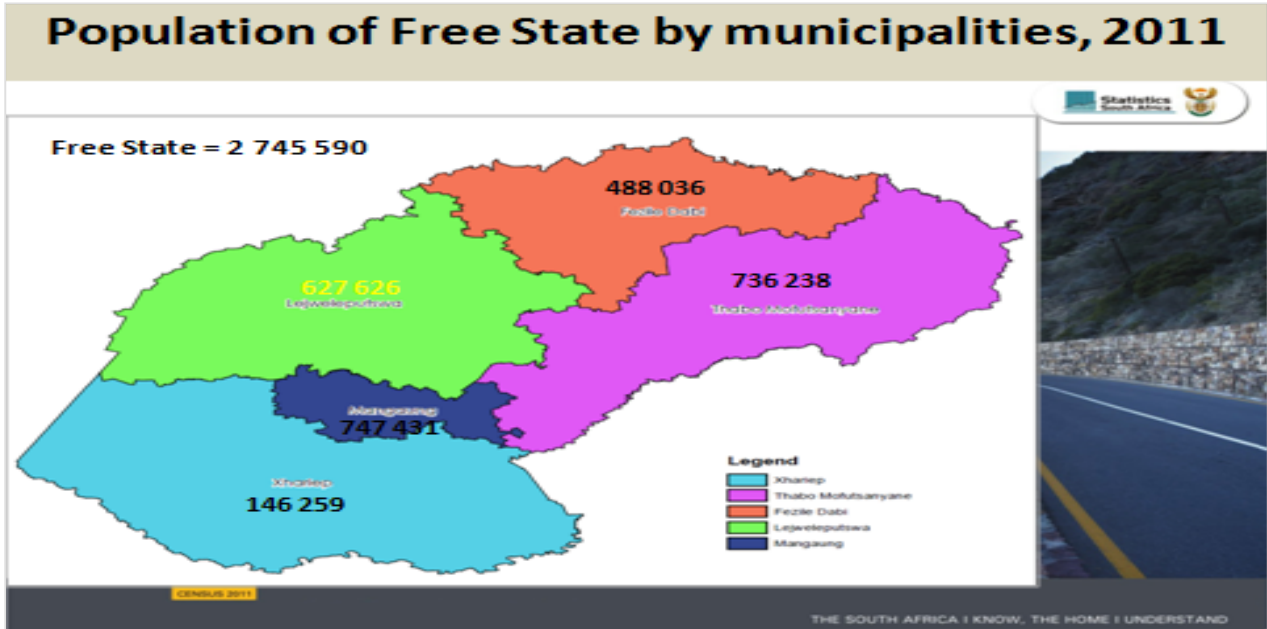 Population of Free State by municipalities, 2011
Statistics
South Africa
Free State = 2 745 590
488 036
Fezile Dabi
736 238
Thabo Mofutsanyane
627 626
Lejweleputswa
Mangaung
747 431
Xhariep
146 259
Legend
Xhariep
Thabo Mofutsanyane
Fezile Dabi
Lejweleputswa
Mangaung
CENSUS 2011
THE SOUTH AFRICA I KNOW, THE HOME I UNDERSTAND